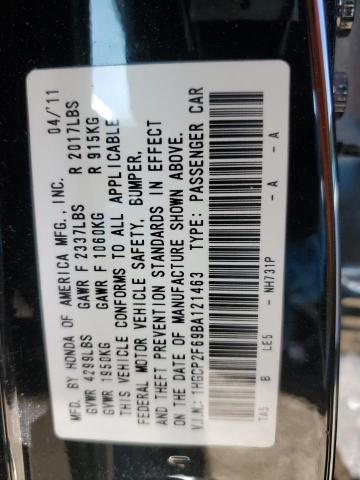 MFD. BY HONDA OF AMERICA MFG., INC. 04/11
GVWR 4299LBS GAWR F 2337LBS R 2017LBS
GVWR 1950KG GAWR F 1060KG R 915KG
THIS VEHICLE CONFORMS TO ALL APPLICABLE
FEDERAL MOTOR VEHICLE SAFETY, BUMPER,
AND THEFT PREVENTION STANDARDS IN EFFECT
ON THE DATE OF MANUFACTURE SHOWN ABOVE.
V.I.N.: 1HGCP2F69BA121463 TYPE: PASSENGER CAR
TA5 B LE5 NH731P - A - A